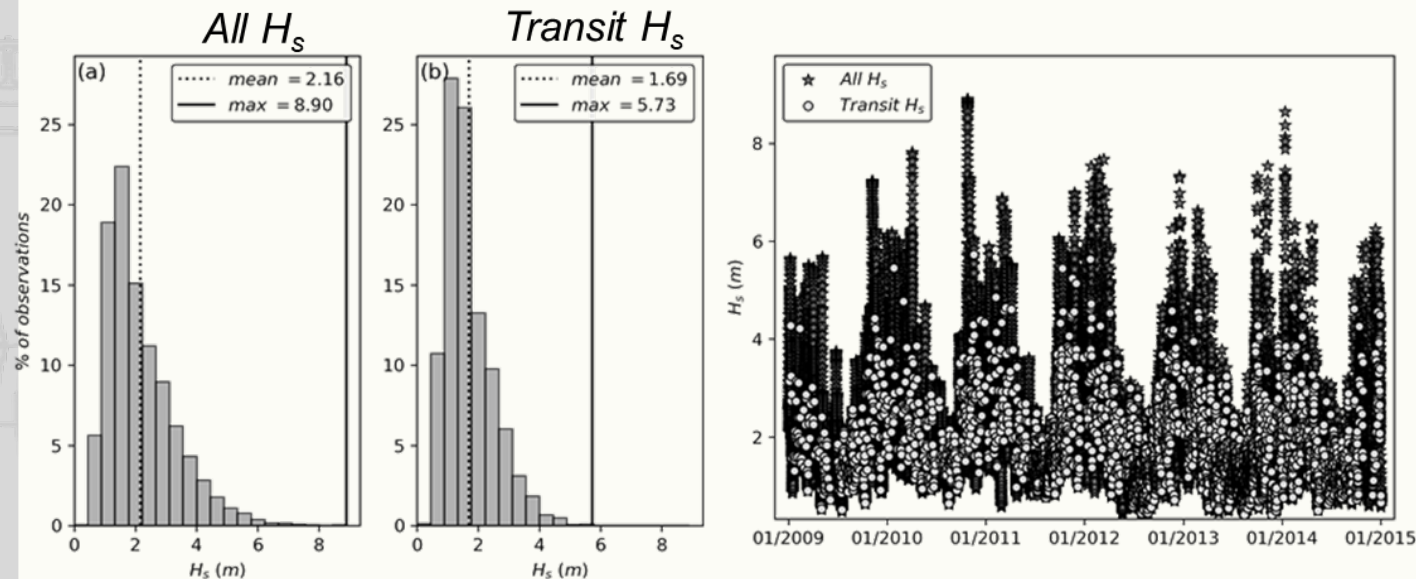 All Hs
Transit Hs
(a)
mean = 2.16
max = 8.90
(b)
mean = 1.69
max = 5.73
All Hs
Transit Hs
% of observations
25
20
15
10
5
0
0 2 4 6 8
Hs (m)
25
20
15
10
5
0
0 2 4 6 8
Hs (m)
Hs (m)
8
6
4
2
01/2009 01/2010 01/2011 01/2012 01/2013 01/2014 01/2015